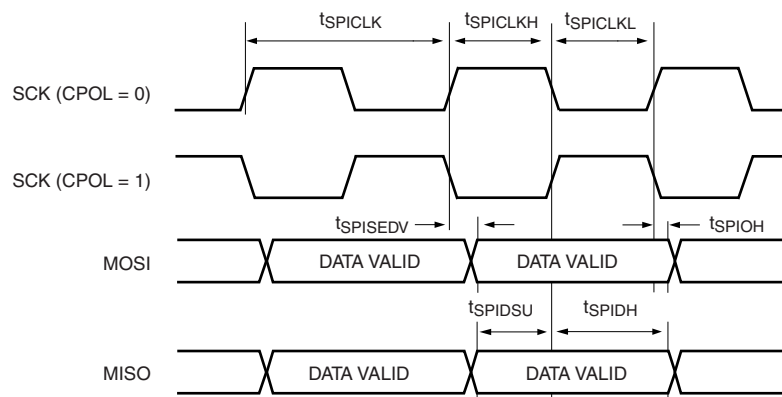 tSPICLK tSPICLKH tSPICLKL
SCK (CPOL = 0)
SCK (CPOL = 1)
tSPISEDV tSPIOH
MOSI DATA VALID DATA VALID
tSPIDSU tSPIDH
MISO DATA VALID DATA VALID